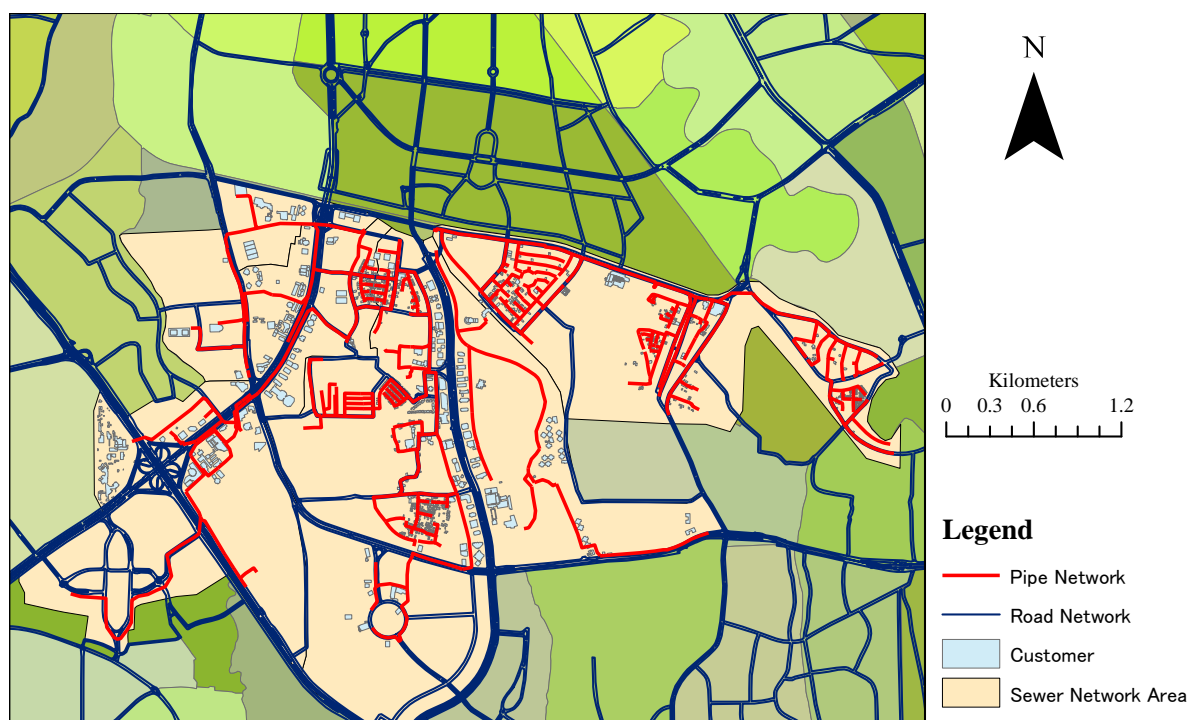 N
Kilometers
0 0.3 0.6 1.2
Legend
Pipe Network
Road Network
Customer
Sewer Network Area